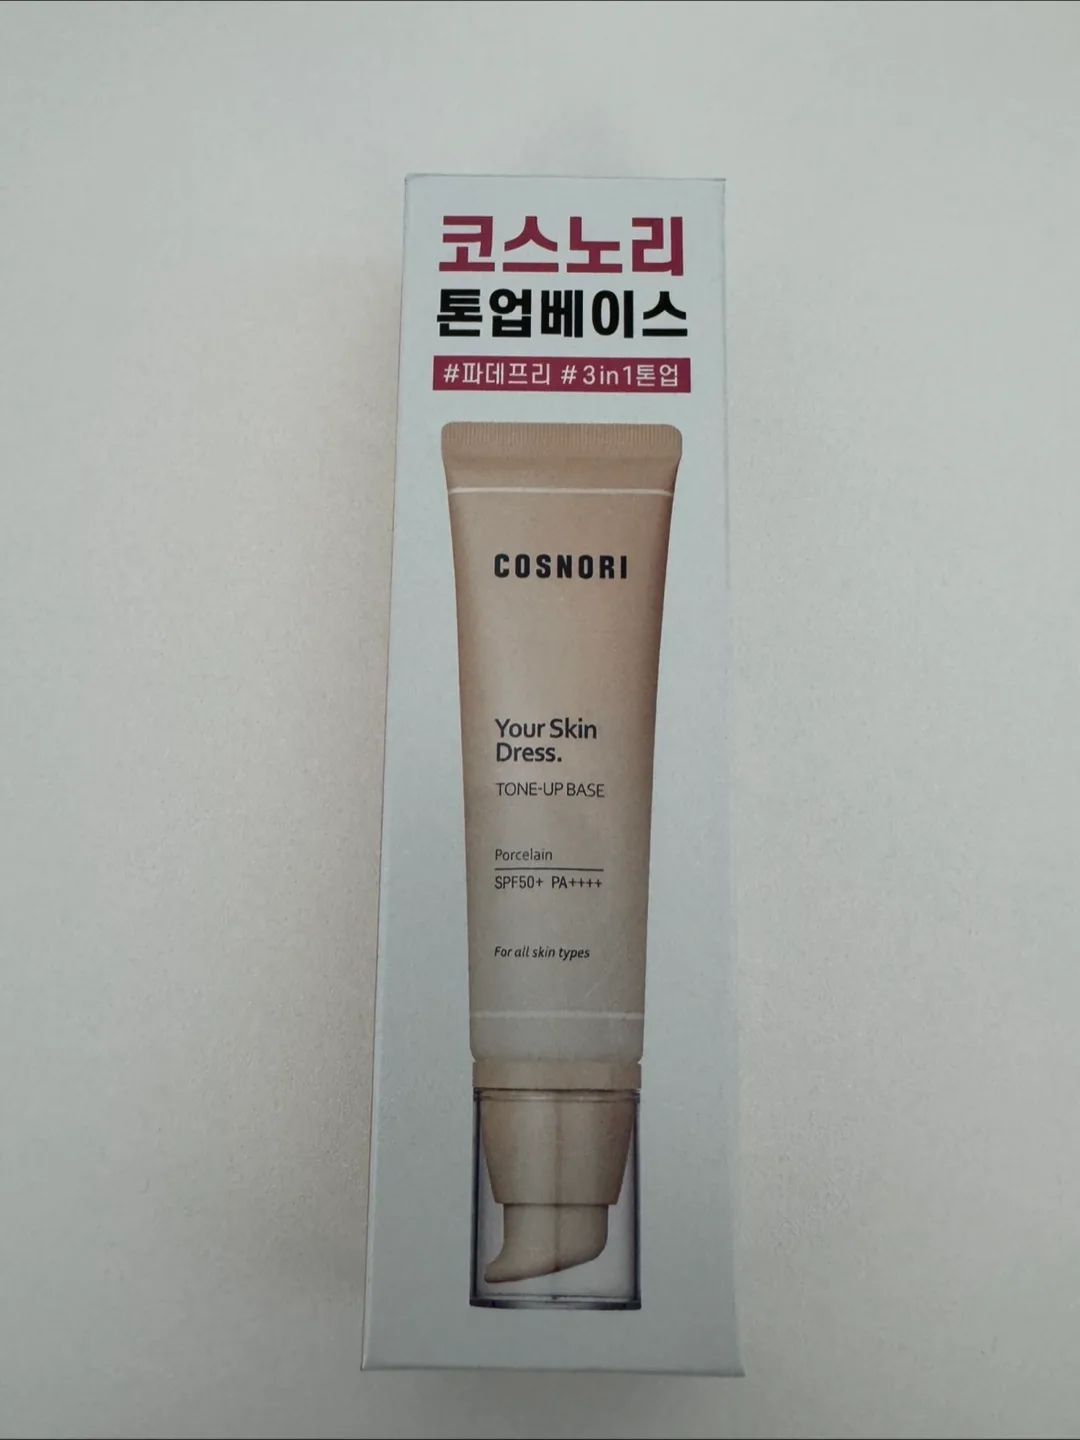 코스노리
톤업베이스
#파데프리 #3in1톤업
COSNORI
Your Skin
Dress.
TONE-UP BASE
Porcelain
SPF50+ PA++++
For all skin types